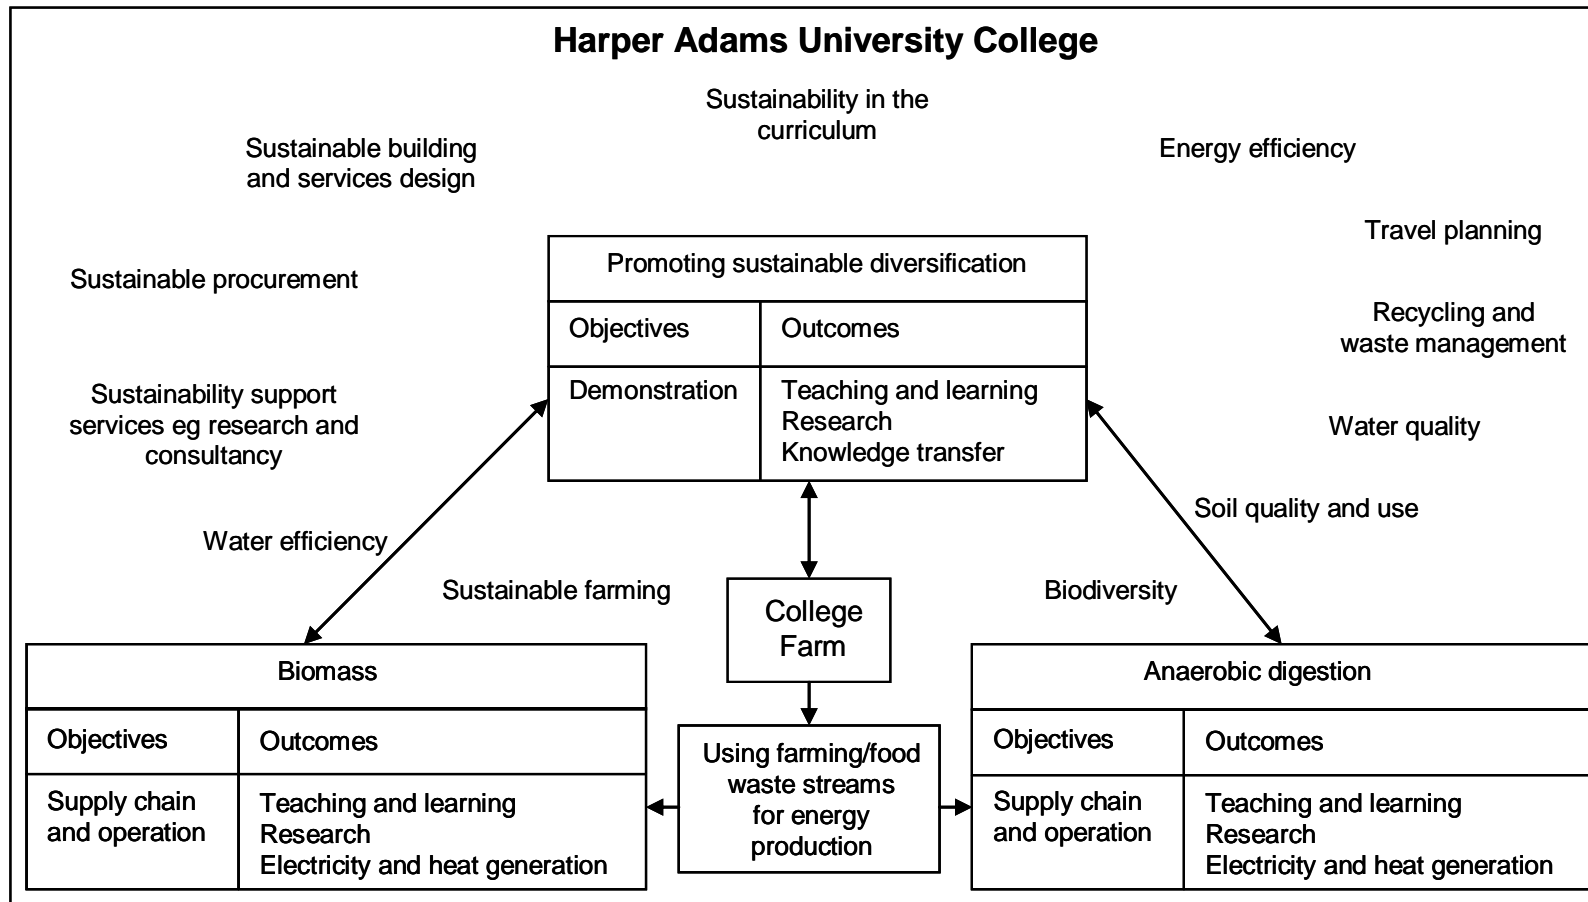 Harper Adams University College
Sustainability in the
curriculum
Sustainable building
and services design
Energy efficiency
Travel planning
Sustainable procurement
Recycling and
waste management
Sustainability support
services eg research and
consultancy
Water quality
Soil quality and use
Water efficiency
Sustainable farming
Biodiversity
Promoting sustainable diversification
Objectives
Outcomes
Demonstration
Teaching and learning
Research
Knowledge transfer
College
Farm
Biomass
Objectives
Outcomes
Supply chain
and operation
Teaching and learning
Research
Electricity and heat generation
Using farming/food
waste streams
for energy
production
Anaerobic digestion
Objectives
Outcomes
Supply chain
and operation
Teaching and learning
Research
Electricity and heat generation